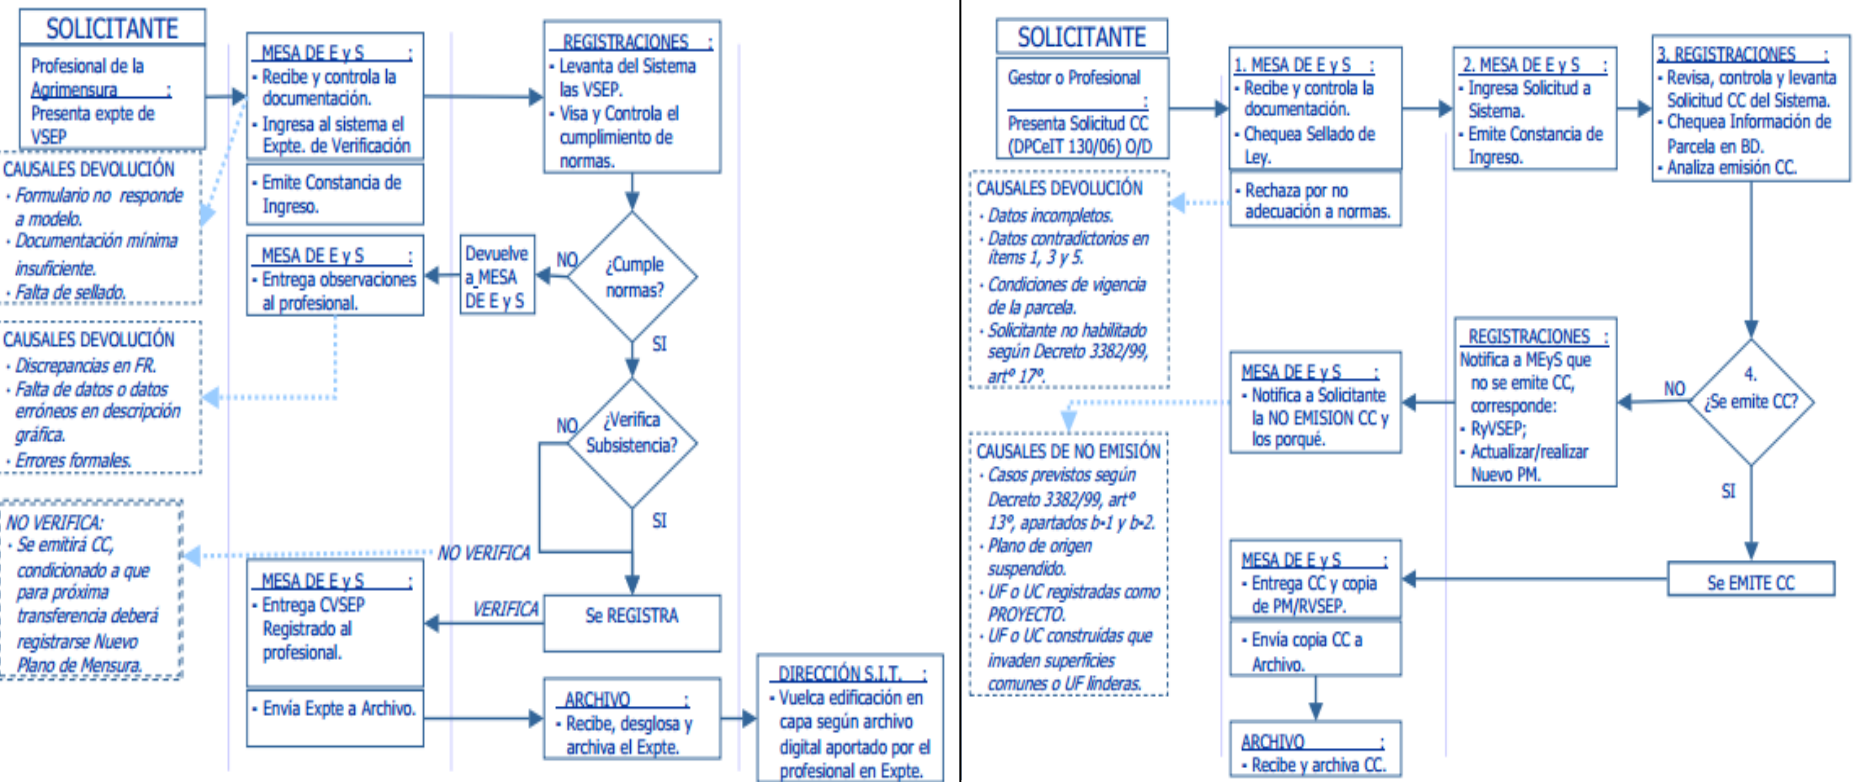 SOLICITANTE
Profesional de la
Agrimensura :
Presenta expte de
VSEP
CAUSALES DEVOLUCIÓN
· Formulario no responde
a modelo.
· Documentación mínima
insuficiente.
· Falta de sellado.
CAUSALES DEVOLUCIÓN
· Discrepancias en FR.
· Falta de datos o datos
erróneos en descripción
gráfica.
· Errores formales.
NO VERIFICA:
· Se emitirá CC,
condicionado a que
para próxima
transferencia deberá
registrarse Nuevo
Plano de Mensura.
MESA DE E y S :
- Recibe y controla la
documentación.
- Ingresa al sistema el
Expte. de Verificación
- Emite Constancia de
Ingreso.
MESA DE E y S :
- Entrega observaciones
al profesional.
Devuelve
a MESA
DE E y S
REGISTRACIONES :
- Levanta del Sistema
las VSEP.
- Visa y Controla el
cumplimiento de
normas.
NO
¿Cumple
normas?
SI
NO
¿Verifica
Subsistencia?
SI
NO VERIFICA
VERIFICA
Se REGISTRA
MESA DE E y S :
- Entrega CVSEP
Registrado al
profesional.
- Envía Expte a Archivo.
ARCHIVO :
- Recibe, desglosa y
archiva el Expte.
DIRECCIÓN S.I.T. :
- Vuelca edificación en
capa según archivo
digital aportado por el
profesional en Expte.
SOLICITANTE
Gestor o Profesional
:
Presenta Solicitud CC
(DPCeIT 130/06) O/D
CAUSALES DEVOLUCIÓN
· Datos incompletos.
· Datos contradictorios en
ítems 1, 3 y 5.
· Condiciones de vigencia
de la parcela.
· Solicitante no habilitado
según Decreto 3382/99,
artº 17º.
CAUSALES DE NO EMISIÓN
· Casos previstos según
Decreto 3382/99, artº
13º, apartados b-1 y b-2.
· Plano de origen
suspendido.
· UF o UC registradas como
PROYECTO.
· UF o UC construídas que
invaden superficies
comunes o UF linderas.
1. MESA DE E y S :
- Recibe y controla la
documentación.
- Chequea Sellado de
Ley.
- Rechaza por no
adecuación a normas.
2. MESA DE E y S :
- Ingresa Solicitud a
Sistema.
- Emite Constancia de
Ingreso.
3. REGISTRACIONES :
- Revisa, controla y levanta
Solicitud CC del Sistema.
- Chequea Información de
Parcela en BD.
- Analiza emisión CC.
4.
¿Se emite CC?
NO
SI
REGISTRACIONES :
Notifica a MEyS que
no se emite CC,
corresponde:
- RyVSEP;
- Actualizar/realizar
Nuevo PM.
MESA DE E y S :
- Notifica a Solicitante
la NO EMISION CC y
los porqué.
Se EMITE CC
MESA DE E y S :
- Entrega CC y copia
de PM/RVSEP.
- Envía copia CC a
Archivo.
ARCHIVO :
- Recibe y archiva CC.